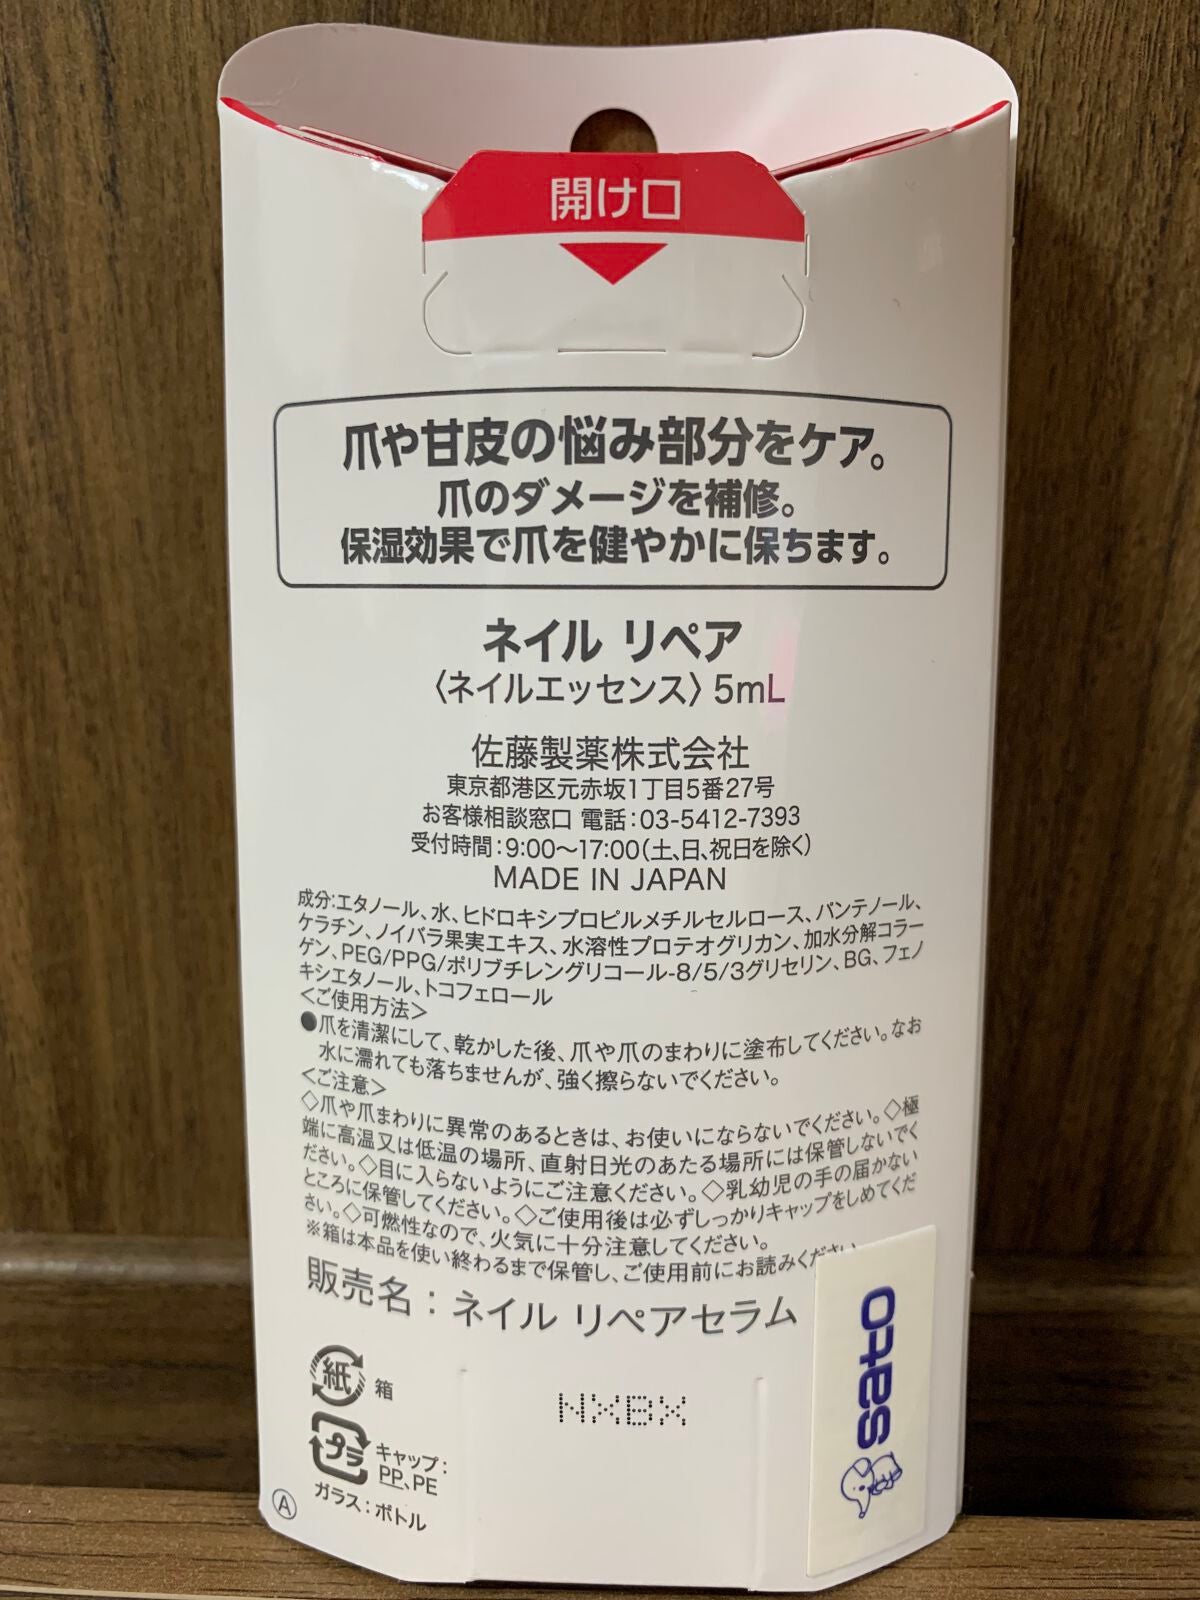 開け口
爪や甘皮の悩み部分をケア。
爪のダメージを補修。
保湿効果で爪を健やかに保ちます。
ネイル リペア
〈ネイルエッセンス〉5mL
佐藤製薬株式会社
東京都港区元赤坂1丁目5番27号
お客様相談窓口 電話:03-5412-7393
受付時間:9:00～17:00(土、日、祝日を除く)
MADE IN JAPAN
成分:エタノール、水、ヒドロキシプロピルメチルセルロース、パンテノール、
ケラチン、ノイバラ果実エキス、水溶性プロテオグリカン、加水分解コラー
ゲン、PEG/PPG/ポリブチレングリコール-8/5/3グリセリン、BG、フェノ
キシエタノール、トコフェロール
<ご使用方法>
●爪を清潔にして、乾かした後、爪や爪のまわりに塗布してください。なお
水に濡れても落ちませんが、強く擦らないでください。
<ご注意>
◇爪や爪まわりに異常のあるときは、お使いにならないでください。◇極
端に高温又は低温の場所、直射日光のあたる場所には保管しないでく
ださい。◇目に入らないようにご注意ください。◇乳幼児の手の届かない
ところに保管してください。◇ご使用後は必ずしっかりキャップをしめてくだ
さい。◇可燃性なので、火気に十分注意してください。
※箱は本品を使い終わるまで保管し、ご使用前にお読みください
販売名:ネイル リペアセラム
紙 箱
プラ キャップ:
PP、PE
ガラス:ボトル
NXBX
A
sato